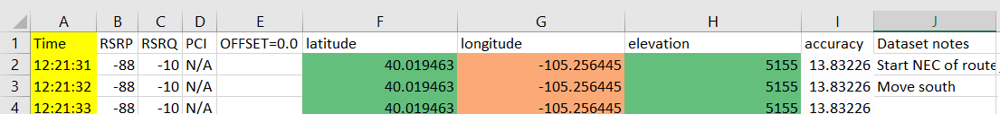 A B C D E F G H I J
1 Time RSRP RSRQ PCI OFFSET=0.0 latitude longitude elevation accuracy Dataset notes
2 12:21:31 -88 -10 N/A 40.019463 -105.256445 5155 13.83226 Start NEC of route
3 12:21:32 -88 -10 N/A 40.019463 -105.256445 5155 13.83226 Move south
4 12:21:33 -88 -10 N/A 40.019463 -105.256445 5155 13.83226